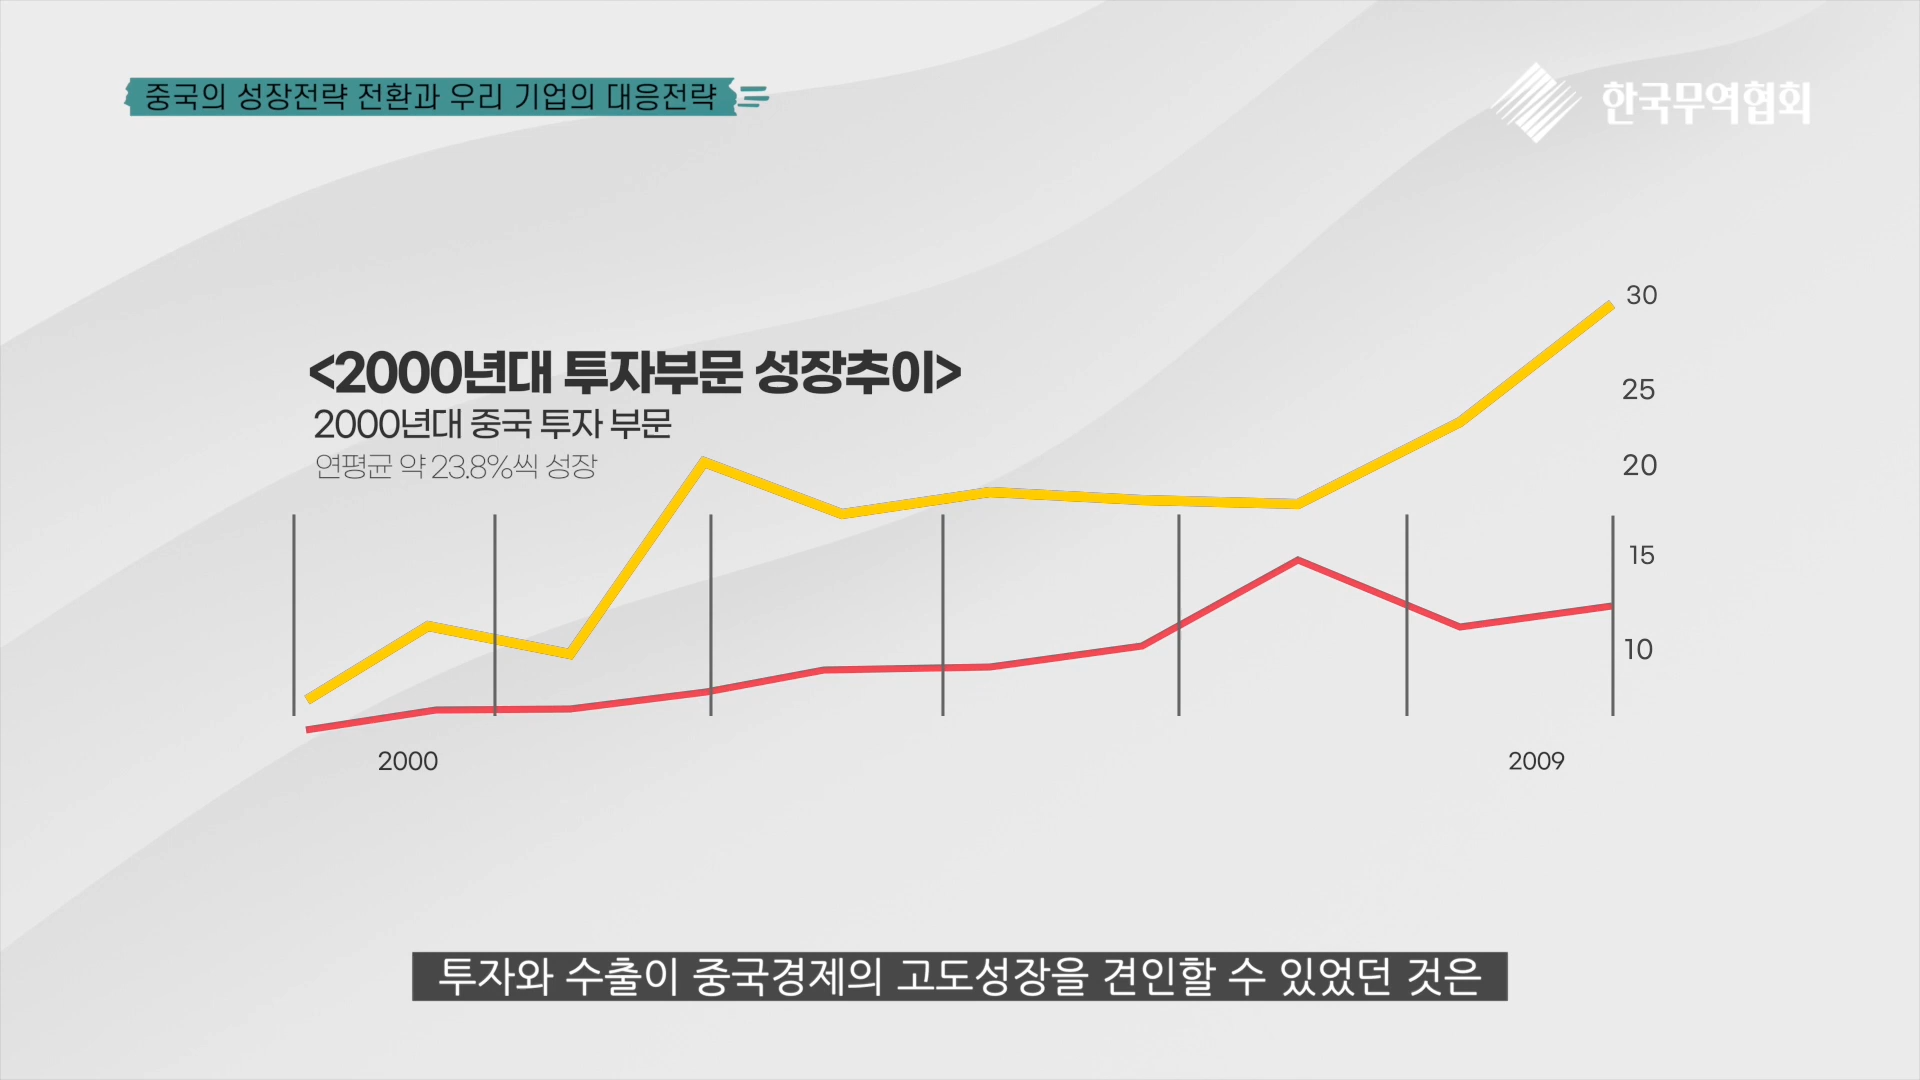 중국의 성장전략 전환과 우리 기업의 대응전략
한국무역협회
<2000년대 투자부문 성장추이>
2000년대 중국 투자 부문
연평균 약 23.8%씩 성장
30
25
20
15
10
2000
2009
투자와 수출이 중국경제의 고도성장을 견인할 수 있었던 것은